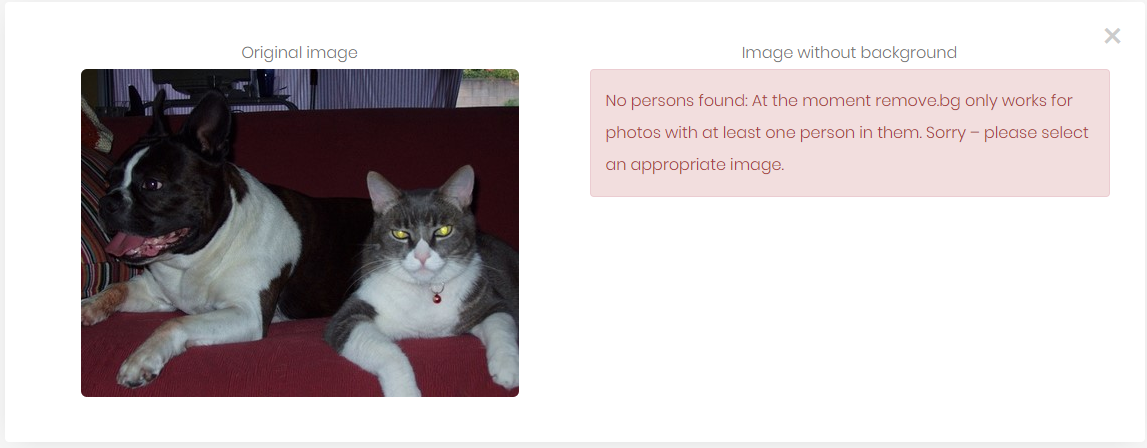 Original image
Image without background
No persons found: At the moment remove.bg only works for
photos with at least one person in them. Sorry – please select
an appropriate image.